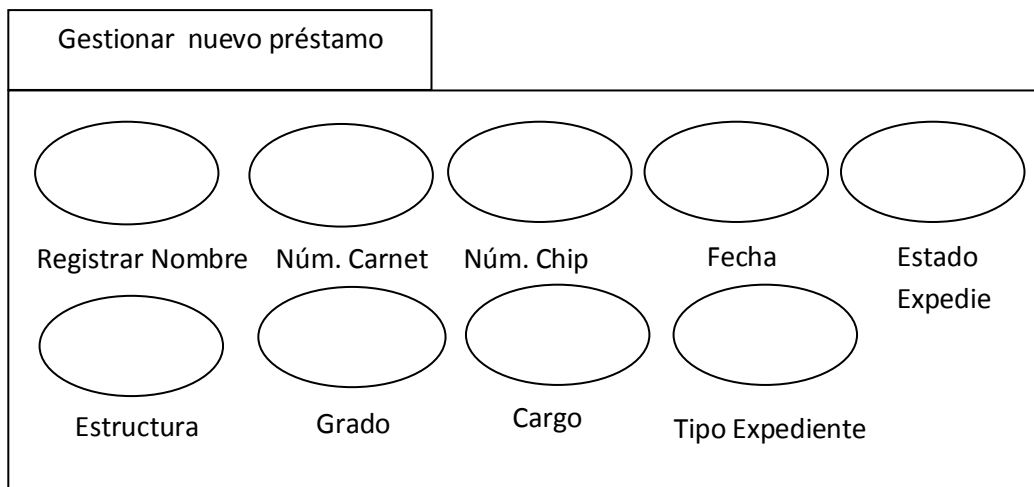 Gestionar nuevo préstamo
Registrar Nombre
Núm. Carnet
Núm. Chip
Fecha
Estado
Expedie
Estructura
Grado
Cargo
Tipo Expediente